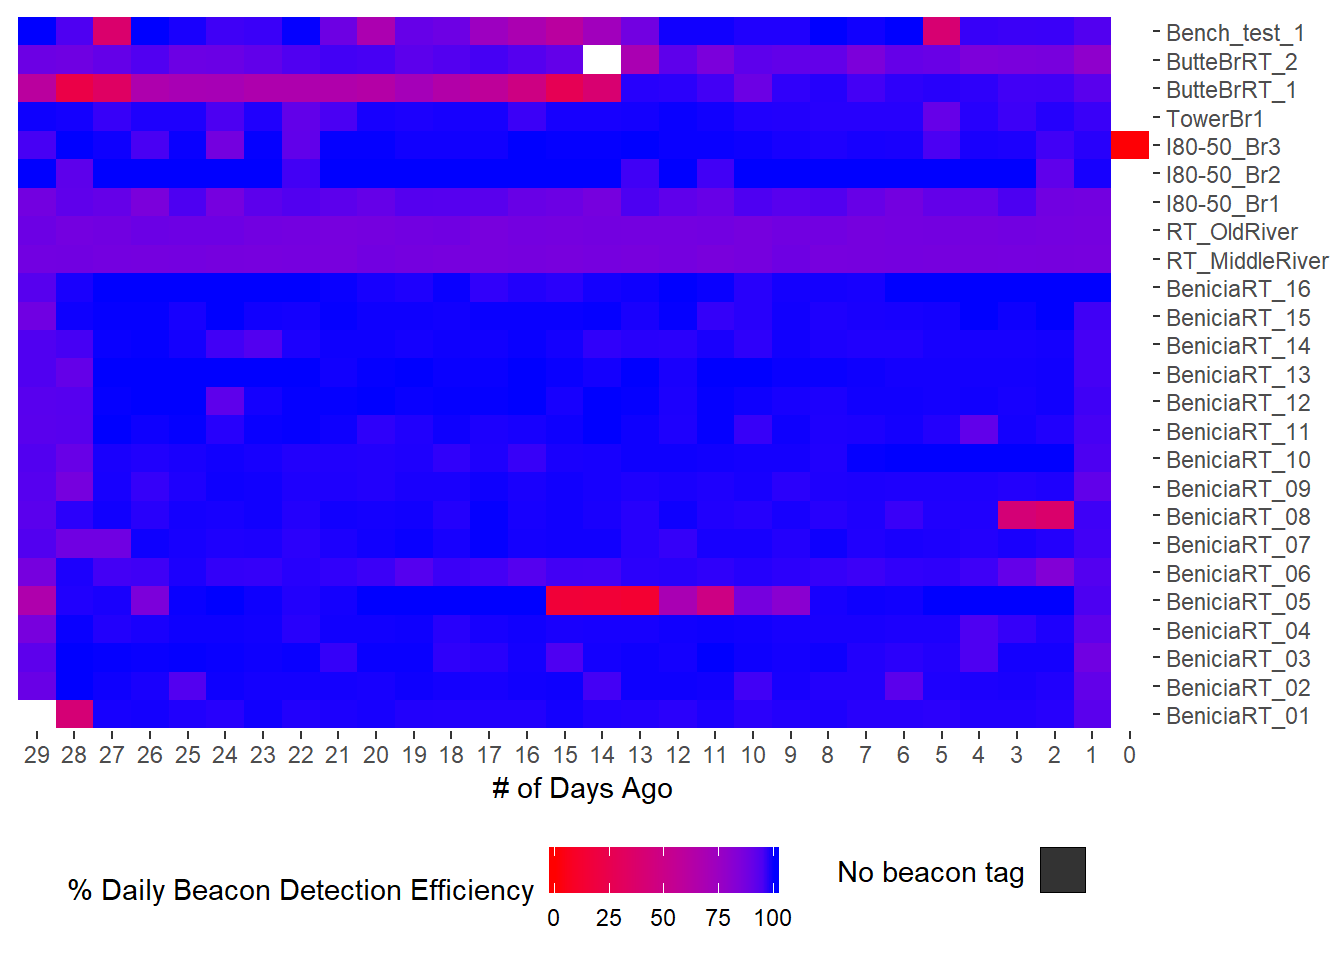 Bench_test_1
ButteBrRT_2
ButteBrRT_1
TowerBr1
I80-50_Br3
I80-50_Br2
I80-50_Br1
RT_OldRiver
RT_MiddleRiver
BeniciaRT_16
BeniciaRT_15
BeniciaRT_14
BeniciaRT_13
BeniciaRT_12
BeniciaRT_11
BeniciaRT_10
BeniciaRT_09
BeniciaRT_08
BeniciaRT_07
BeniciaRT_06
BeniciaRT_05
BeniciaRT_04
BeniciaRT_03
BeniciaRT_02
BeniciaRT_01
29 28 27 26 25 24 23 22 21 20 19 18 17 16 15 14 13 12 11 10 9 8 7 6 5 4 3 2 1 0
# of Days Ago
% Daily Beacon Detection Efficiency
0 25 50 75 100
No beacon tag